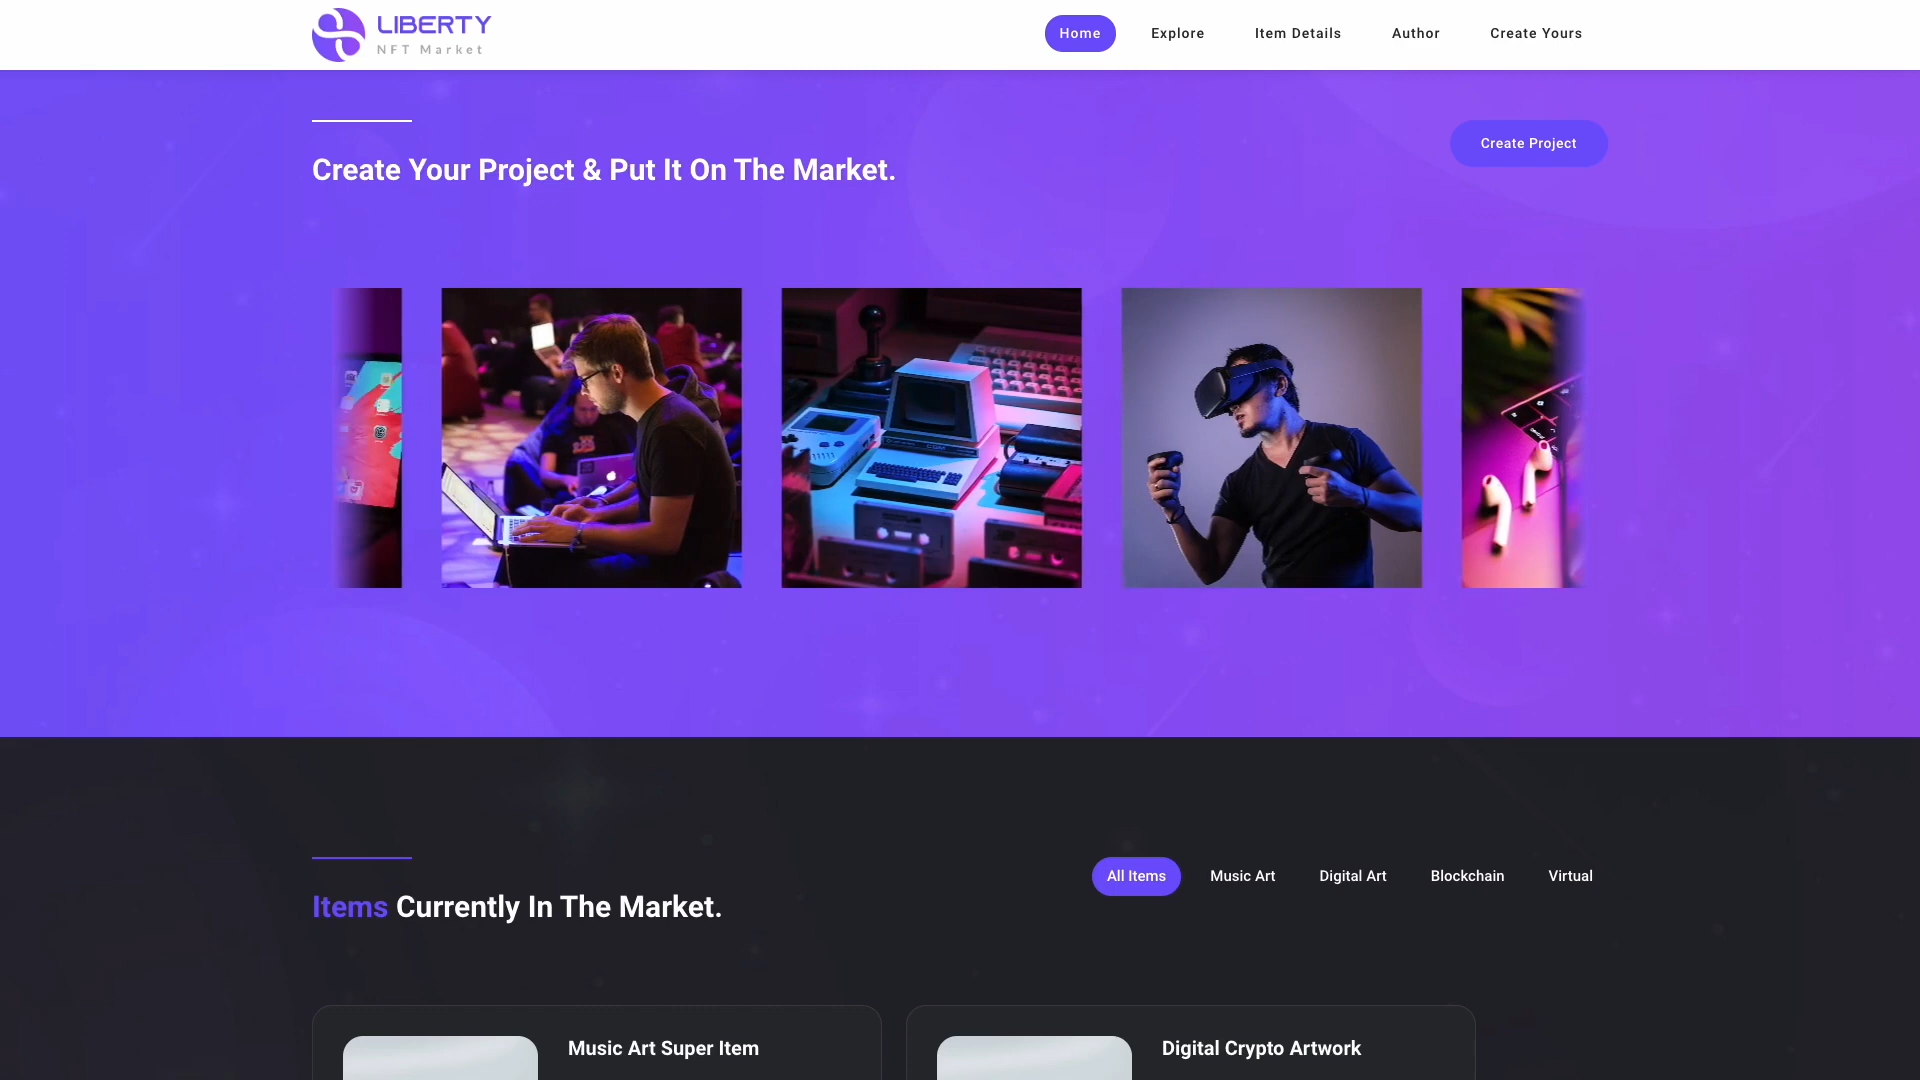 LIBERTY
NFT Market
Home
Explore
Item Details
Author
Create Yours
Create Your Project & Put It On The Market.
Create Project
Items Currently In The Market.
All Items
Music Art
Digital Art
Blockchain
Virtual
Music Art Super Item
Digital Crypto Artwork